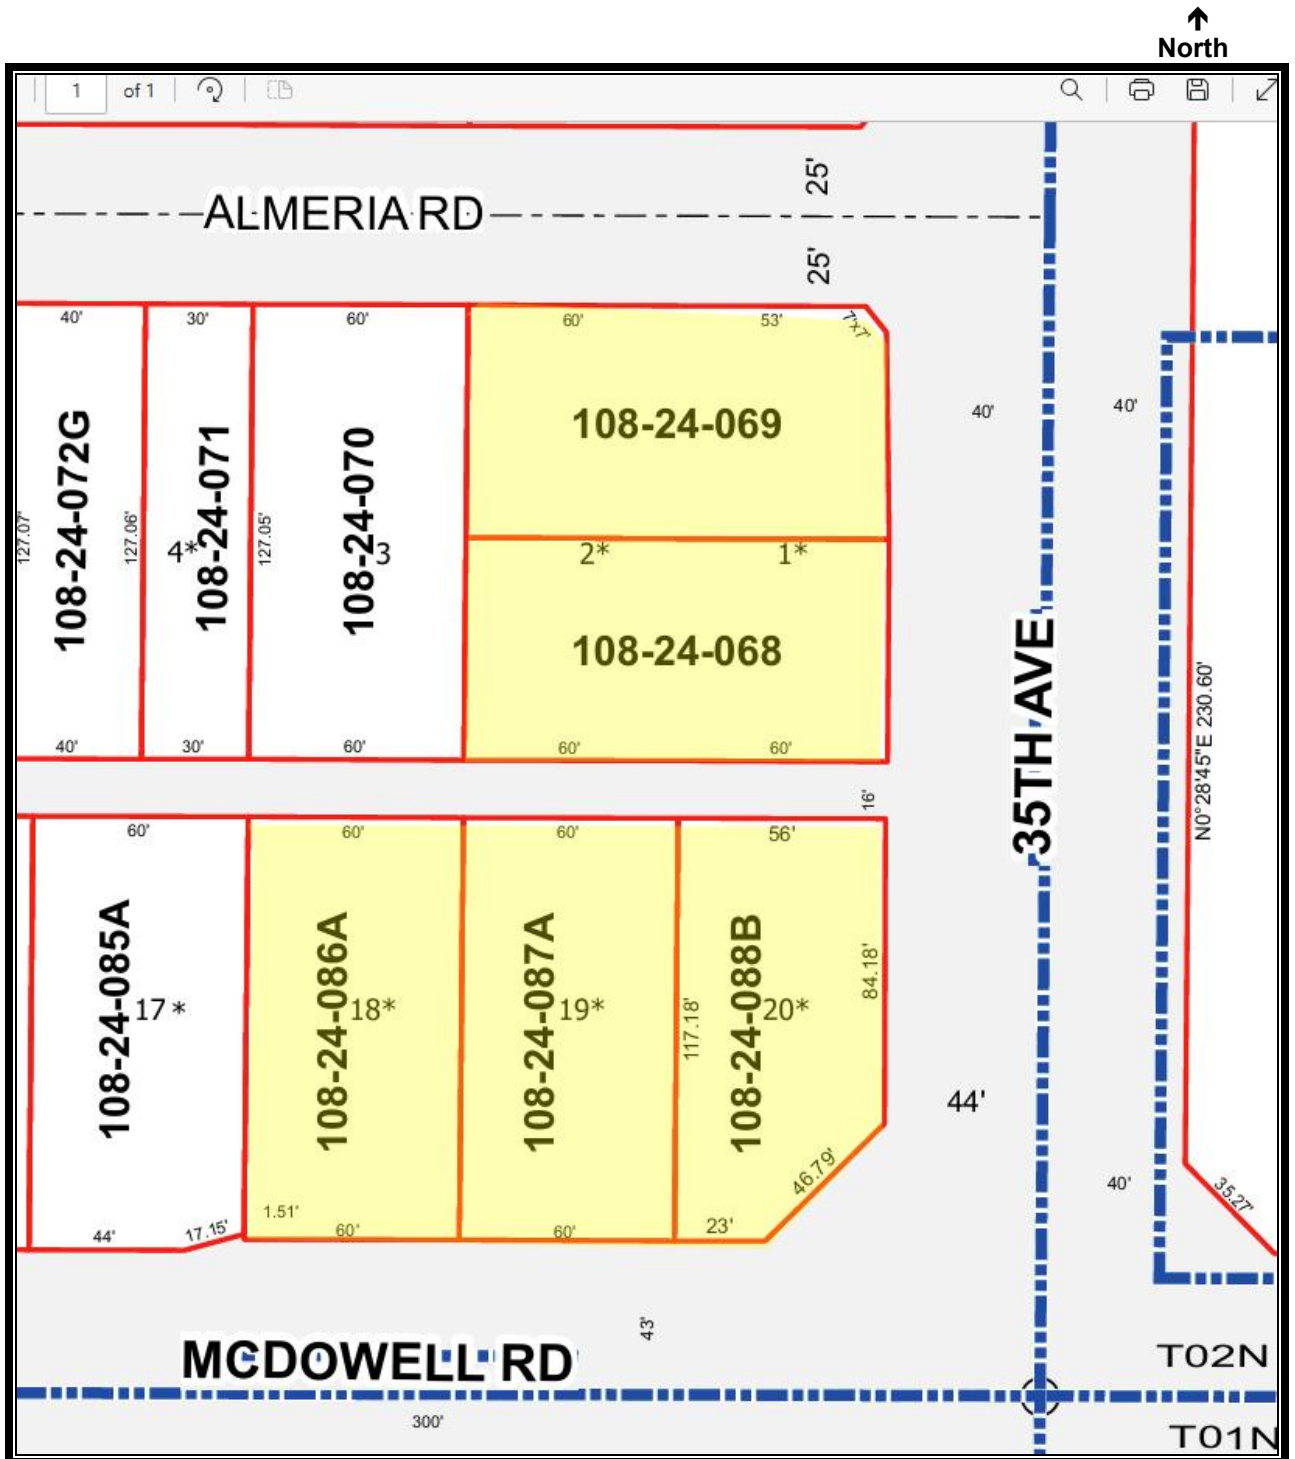 North
1 of 1
25'
ALMERIA RD
25'
40' 30' 60' 60' 53' 7'x7'
40' 40'
108-24-069
108-24-072G
108-24-071
108-24-070
127.07'
127.06'
127.05'
4* 3 2* 1*
108-24-068
35TH AVE
N0°28'45"E 230.60'
40' 30' 60' 60' 60'
16'
60' 60' 60' 56'
108-24-085A
108-24-086A
108-24-087A
108-24-088B
17* 18* 19* 20*
117.18'
84.18'
44'
46.79'
40'
35.27'
1.51'
44' 17.15' 60' 60' 23'
43'
MCDOWELL RD
T02N
300'
T01N